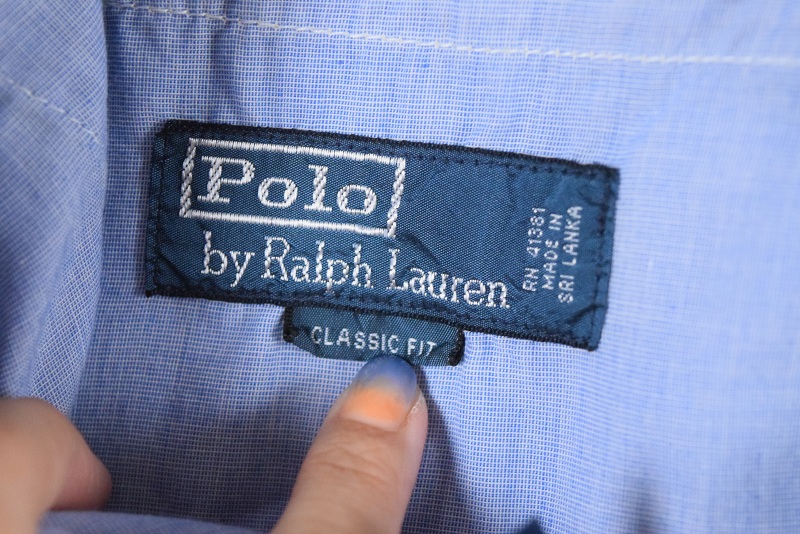 Polo
by Ralph Lauren
RN 41381
MADE IN
SRI LANKA
CLASSIC FIT